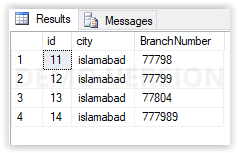 Results Messages
id city BranchNumber
1 11 islamabad 77798
2 12 islamabad 77799
3 13 islamabad 77804
4 14 islamabad 777989